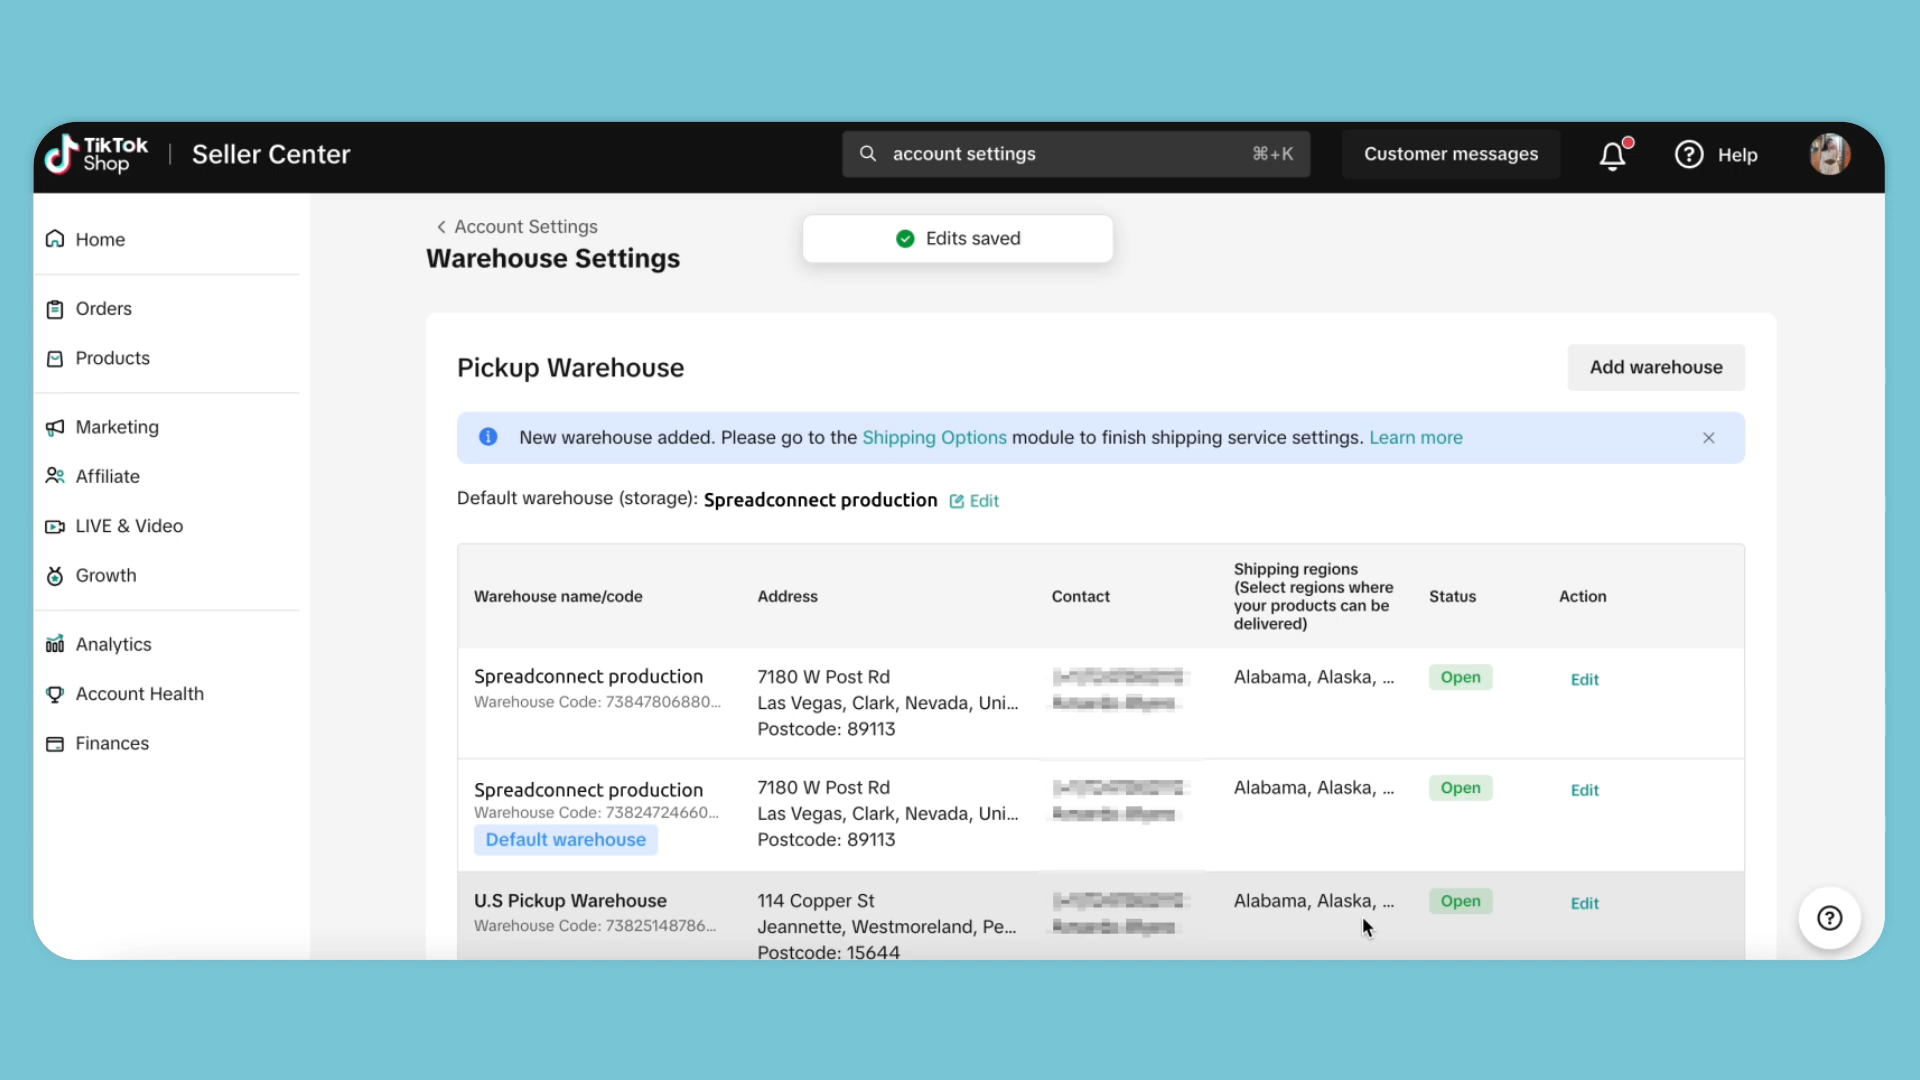 TikTok
Shop
Seller Center
account settings
⌘+K
Customer messages
Help
Home
Orders
Products
Marketing
Affiliate
LIVE & Video
Growth
Analytics
Account Health
Finances
Account Settings
Edits saved
Warehouse Settings
Pickup Warehouse
Add warehouse
New warehouse added. Please go to the Shipping Options module to finish shipping service settings. Learn more
Default warehouse (storage): Spreadconnect production Edit
Warehouse name/code
Address
Contact
Shipping regions
(Select regions where
your products can be
delivered)
Status
Action
Spreadconnect production
Warehouse Code: 73847806880...
7180 W Post Rd
Las Vegas, Clark, Nevada, Uni...
Postcode: 89113
Alabama, Alaska, ...
Open
Edit
Spreadconnect production
Warehouse Code: 73824724660...
Default warehouse
7180 W Post Rd
Las Vegas, Clark, Nevada, Uni...
Postcode: 89113
Alabama, Alaska, ...
Open
Edit
U.S Pickup Warehouse
Warehouse Code: 73825148786...
114 Copper St
Jeannette, Westmoreland, Pe...
Postcode: 15644
Alabama, Alaska, ...
Open
Edit